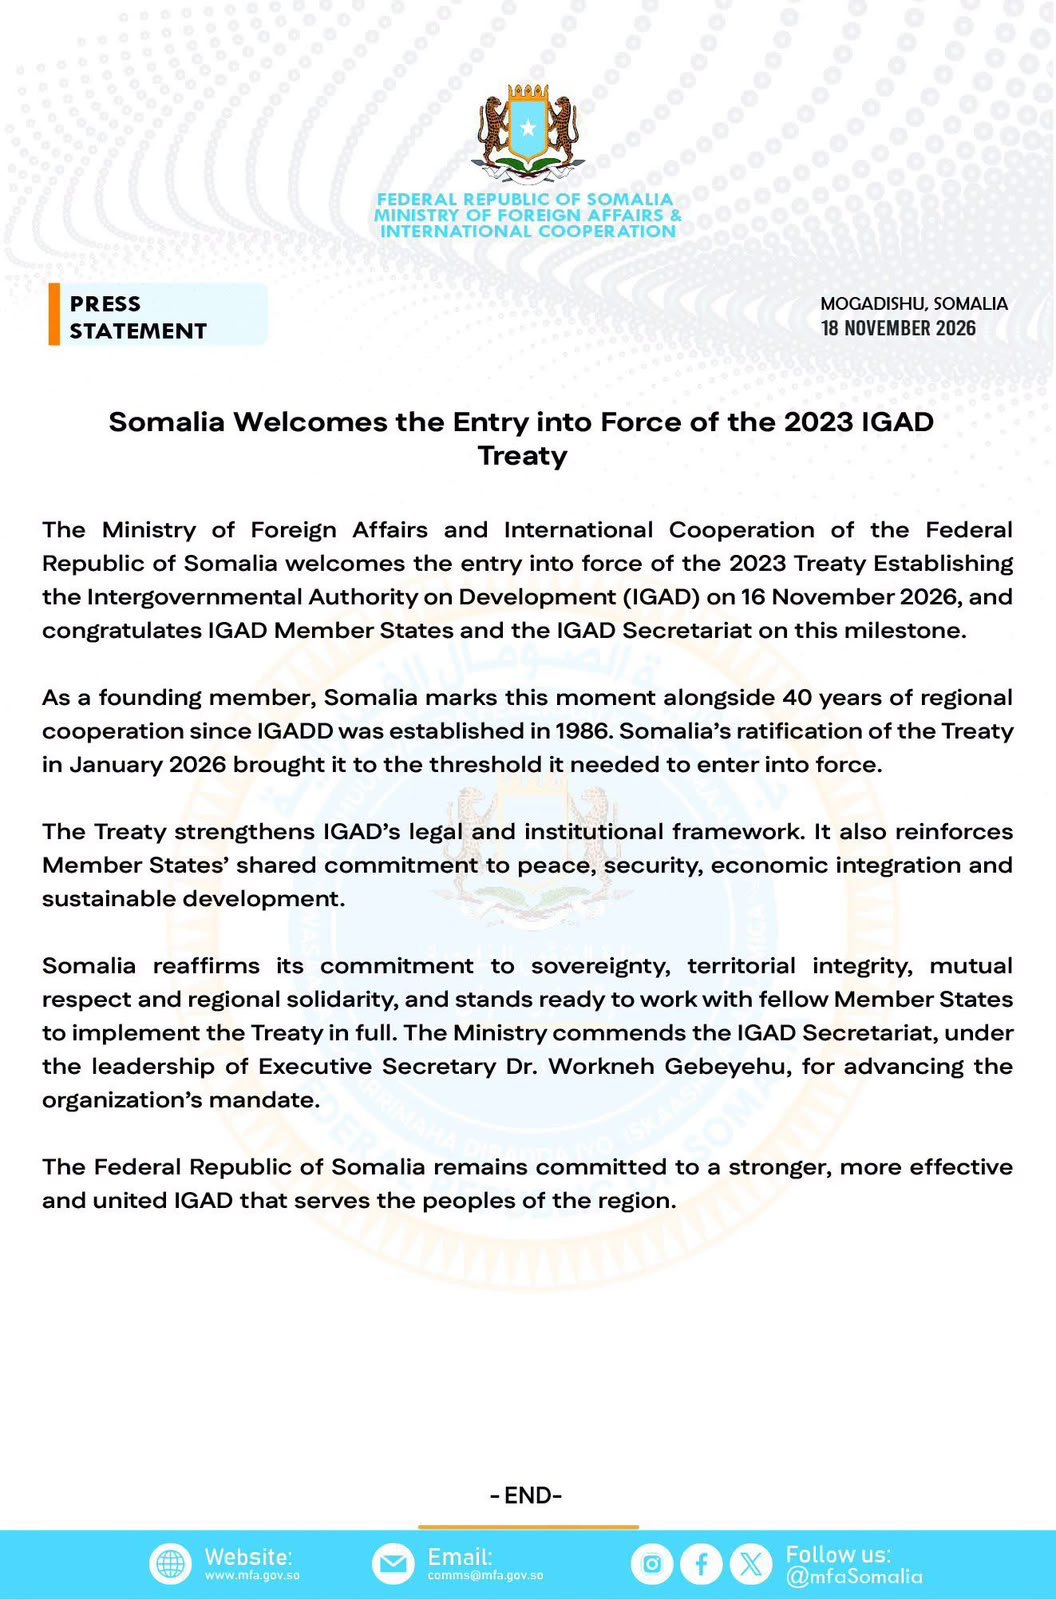 FEDERAL REPUBLIC OF SOMALIA
MINISTRY OF FOREIGN AFFAIRS &
INTERNATIONAL COOPERATION
PRESS
STATEMENT
MOGADISHU, SOMALIA
18 NOVEMBER 2026
Somalia Welcomes the Entry into Force of the 2023 IGAD
Treaty
The Ministry of Foreign Affairs and International Cooperation of the Federal
Republic of Somalia welcomes the entry into force of the 2023 Treaty Establishing
the Intergovernmental Authority on Development (IGAD) on 16 November 2026, and
congratulates IGAD Member States and the IGAD Secretariat on this milestone.
As a founding member, Somalia marks this moment alongside 40 years of regional
cooperation since IGADD was established in 1986. Somalia’s ratification of the Treaty
in January 2026 brought it to the threshold it needed to enter into force.
The Treaty strengthens IGAD’s legal and institutional framework. It also reinforces
Member States’ shared commitment to peace, security, economic integration and
sustainable development.
Somalia reaffirms its commitment to sovereignty, territorial integrity, mutual
respect and regional solidarity, and stands ready to work with fellow Member States
to implement the Treaty in full. The Ministry commends the IGAD Secretariat, under
the leadership of Executive Secretary Dr. Workneh Gebeyehu, for advancing the
organization’s mandate.
The Federal Republic of Somalia remains committed to a stronger, more effective
and united IGAD that serves the peoples of the region.
- END-
Website:
www.mfa.gov.so
Email:
comms@mfa.gov.so
Follow us:
@mfaSomalia